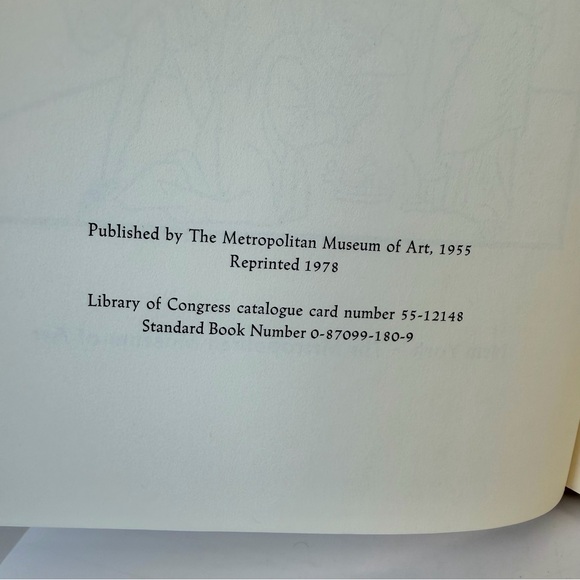 Published by The Metropolitan Museum of Art, 1955
Reprinted 1978
Library of Congress catalogue card number 55-12148
Standard Book Number 0-87099-180-9